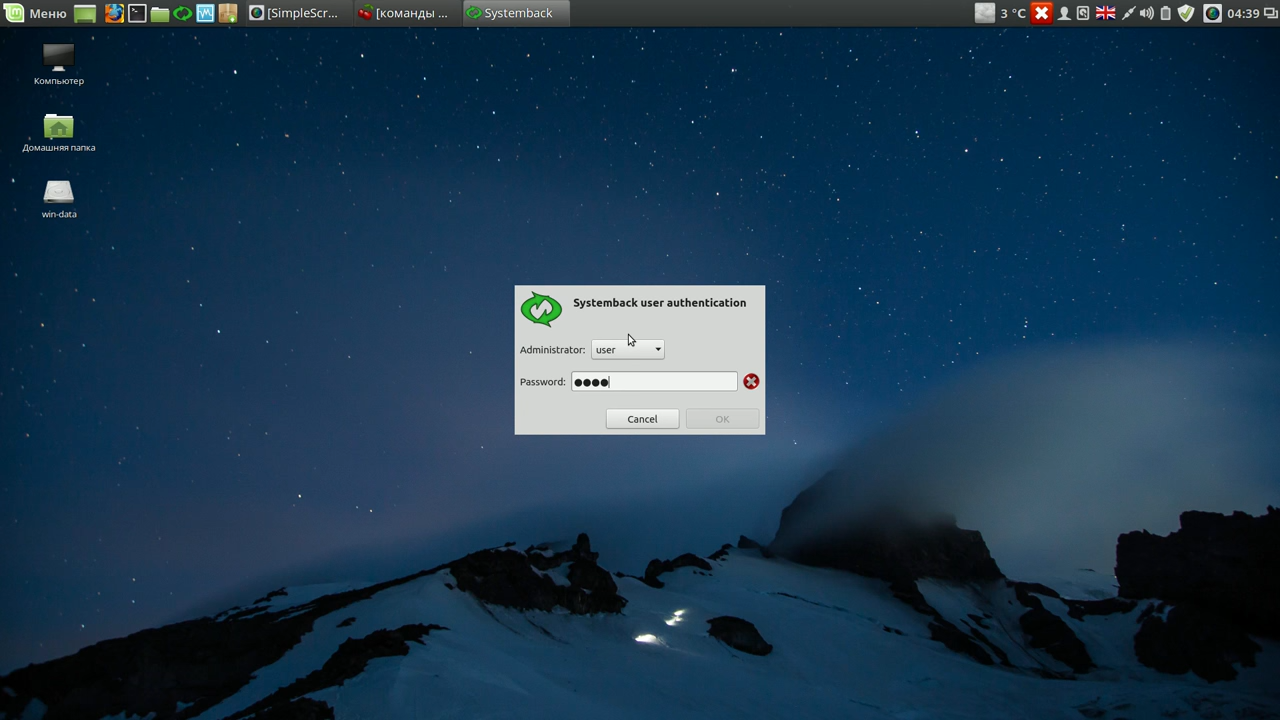 Меню
[SimpleScr...
[команды ...
Systemback
3 °C
04:39
Компьютер
Домашняя папка
win-data
Systemback user authentication
Administrator: user
Password:
Cancel
OK